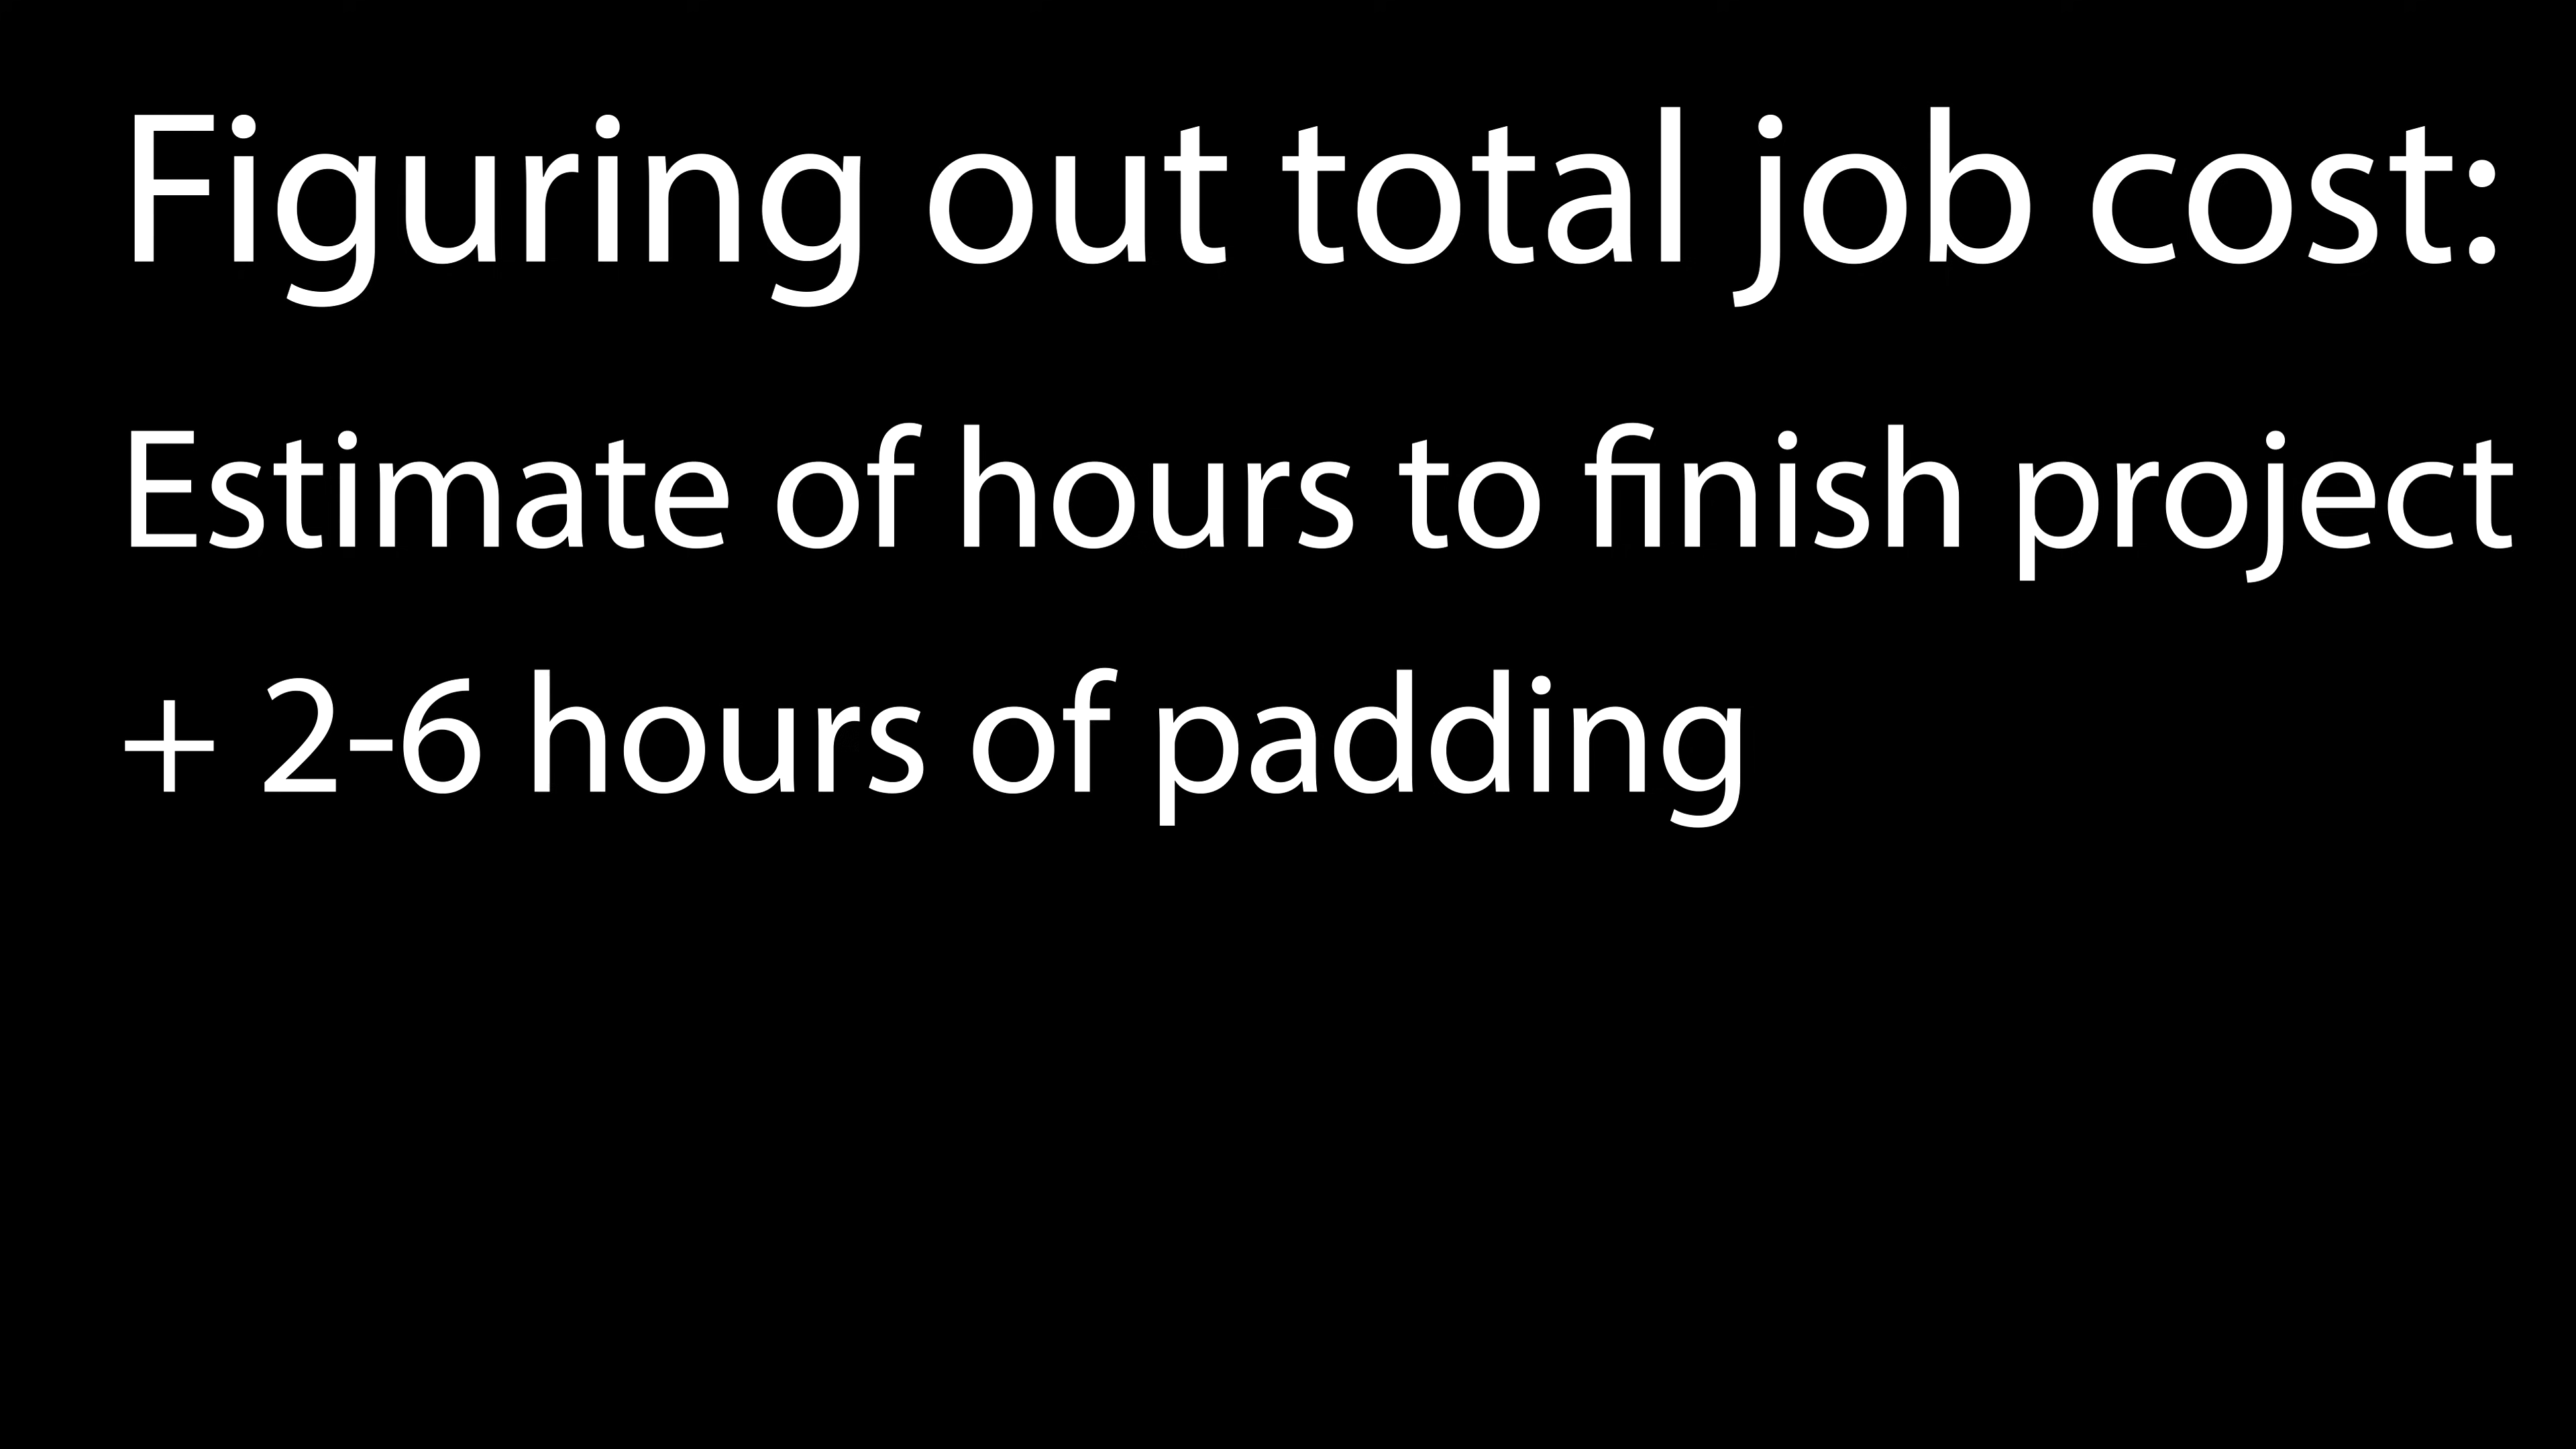 Figuring out total job cost:
Estimate of hours to finish project
+ 2-6 hours of padding